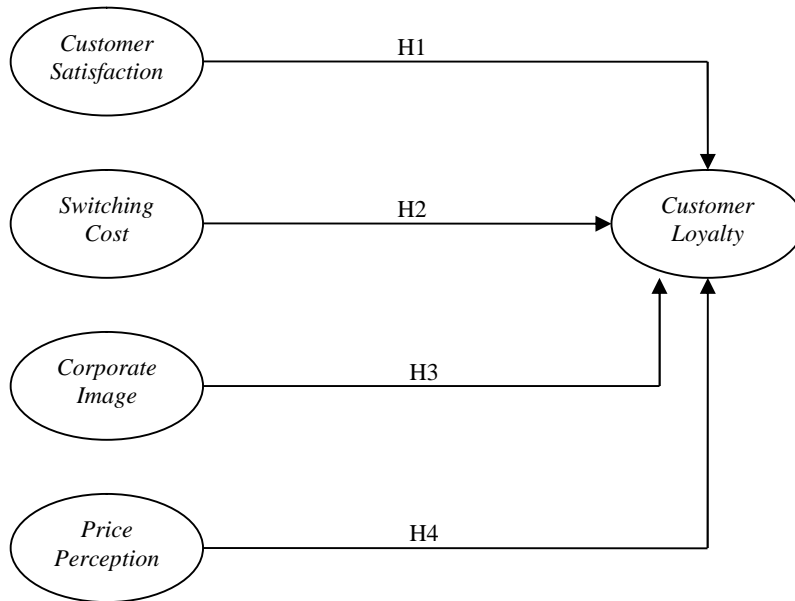 Customer
Satisfaction
H1
Switching
Cost
H2
Customer
Loyalty
Corporate
Image
H3
Price
Perception
H4